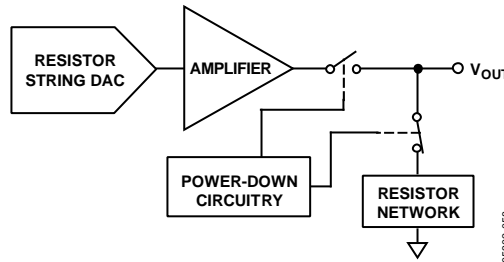 RESISTOR
STRING DAC
AMPLIFIER
VOUT
POWER-DOWN
CIRCUITRY
RESISTOR
NETWORK